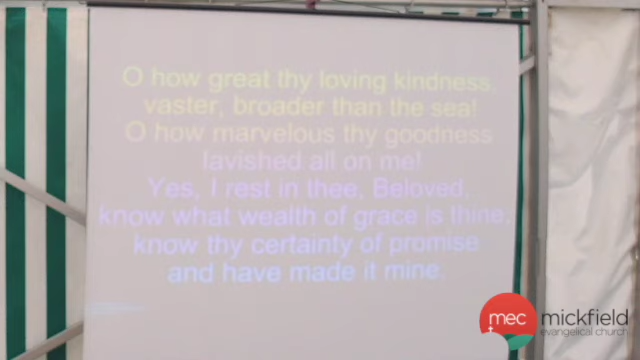 O how great thy loving kindness,
vaster, broader than the sea!
O how marvelous thy goodness
lavished all on me!
Yes, I rest in thee, Beloved,
know what wealth of grace is thine,
know thy certainty of promise
and have made it mine.
mec mickfield
evangelical church